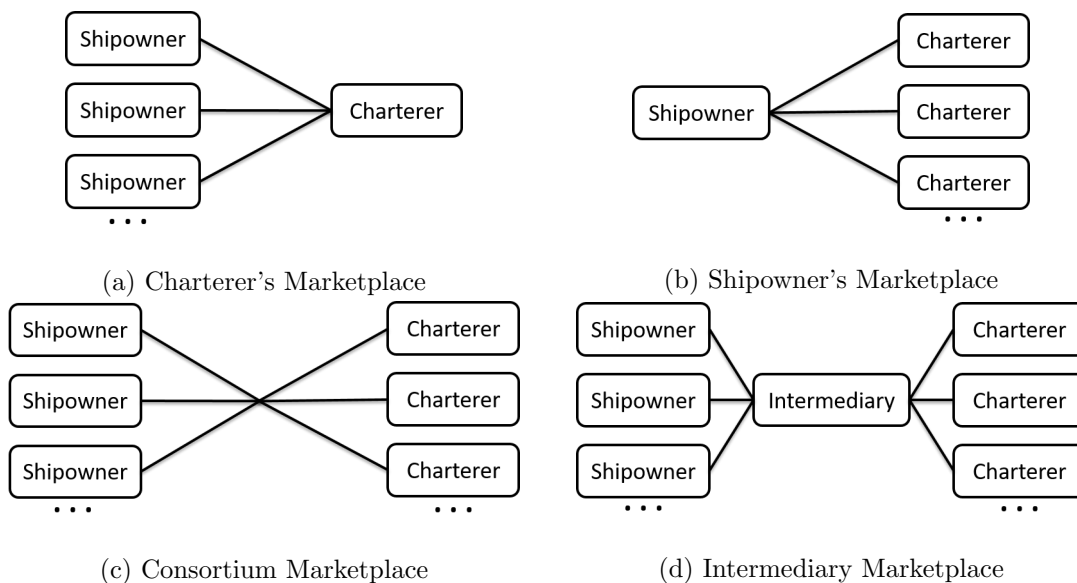 Shipowner
Shipowner
Charterer
Shipowner
. . .
(a) Charterer's Marketplace
Charterer
Shipowner
Charterer
Charterer
. . .
(b) Shipowner's Marketplace
Shipowner
Charterer
Shipowner
Charterer
Shipowner
Charterer
. . .
. . .
(c) Consortium Marketplace
Shipowner
Charterer
Shipowner
Intermediary
Charterer
Shipowner
Charterer
. . .
. . .
(d) Intermediary Marketplace